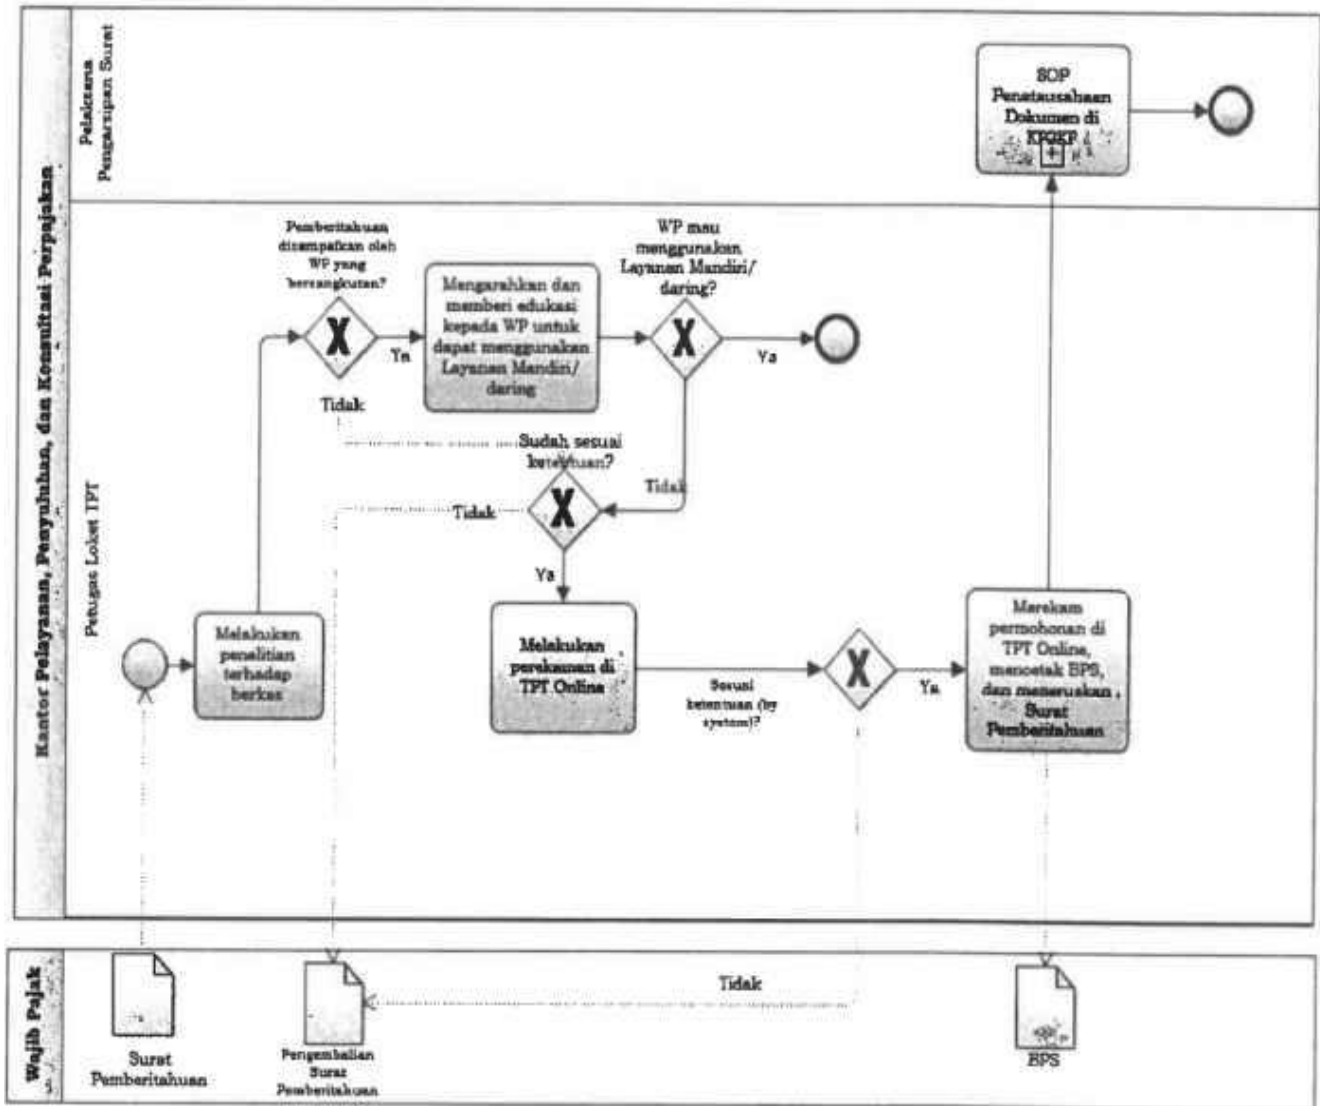 Kantor Pelayanan, Penyuluhan, dan Konsultasi Perpajakan
Pelaksana
Pengarsipan Surat
SOP
Penatausahaan
Dokumen di
Petugas Loket TPT
Pemberitahuan
disampaikan oleh
WP yang
bersangkutan?
Ya
Tidak
Mengarahkan dan
memberi edukasi
kepada WP untuk
dapat menggunakan
Layanan Mandiri/
daring
WP mau
menggunakan
Layanan Mandiri/
daring?
Ya
Tidak
Sudah sesuai
ketentuan?
Tidak
Ya
Melakukan
penelitian
terhadap
berkas
Melakukan
perekaman di
TPT Online
Sesuai
ketentuan (by
system)?
Ya
Merekam
permohonan di
TPT Online,
mencetak BPS,
dan meneruskan
Surat
Pemberitahuan
Wajib Pajak
Surat
Pemberitahuan
Pengembalian
Surat
Pemberitahuan
Tidak
BPS